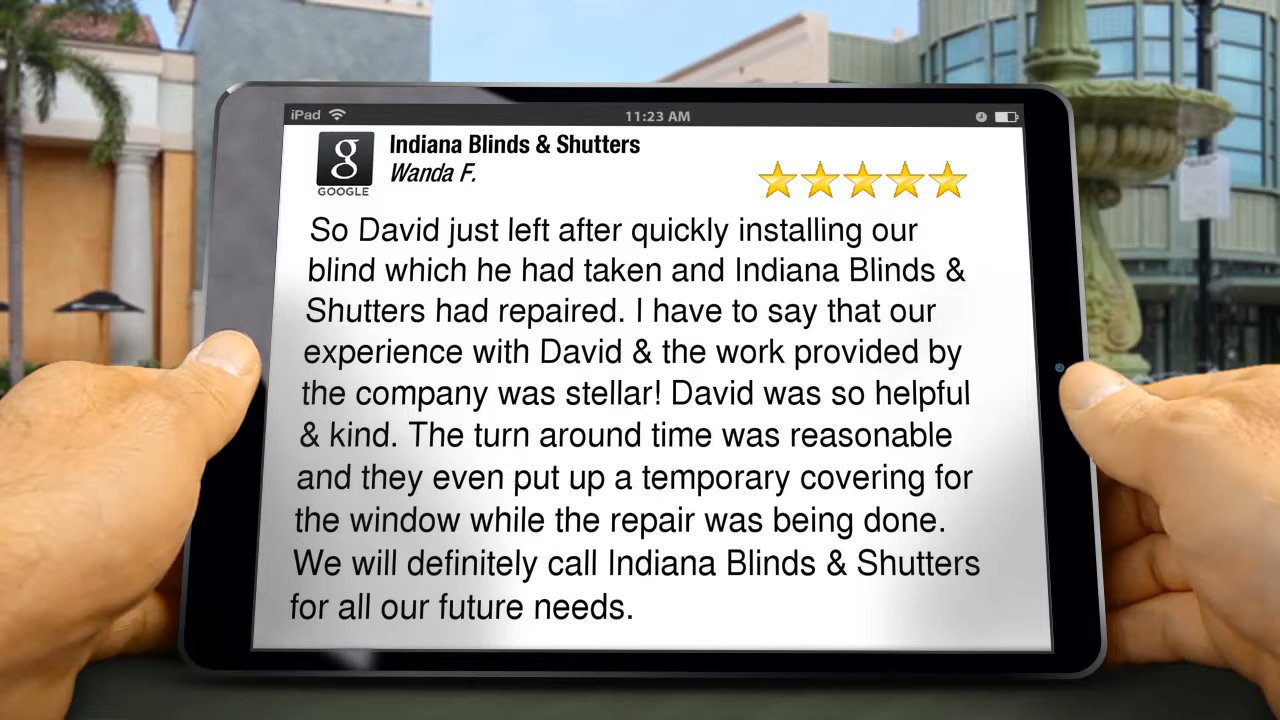 iPad
11:23 AM
g
GOOGLE
Indiana Blinds & Shutters
Wanda F.
So David just left after quickly installing our
blind which he had taken and Indiana Blinds &
Shutters had repaired. I have to say that our
experience with David & the work provided by
the company was stellar! David was so helpful
& kind. The turn around time was reasonable
and they even put up a temporary covering for
the window while the repair was being done.
We will definitely call Indiana Blinds & Shutters
for all our future needs.